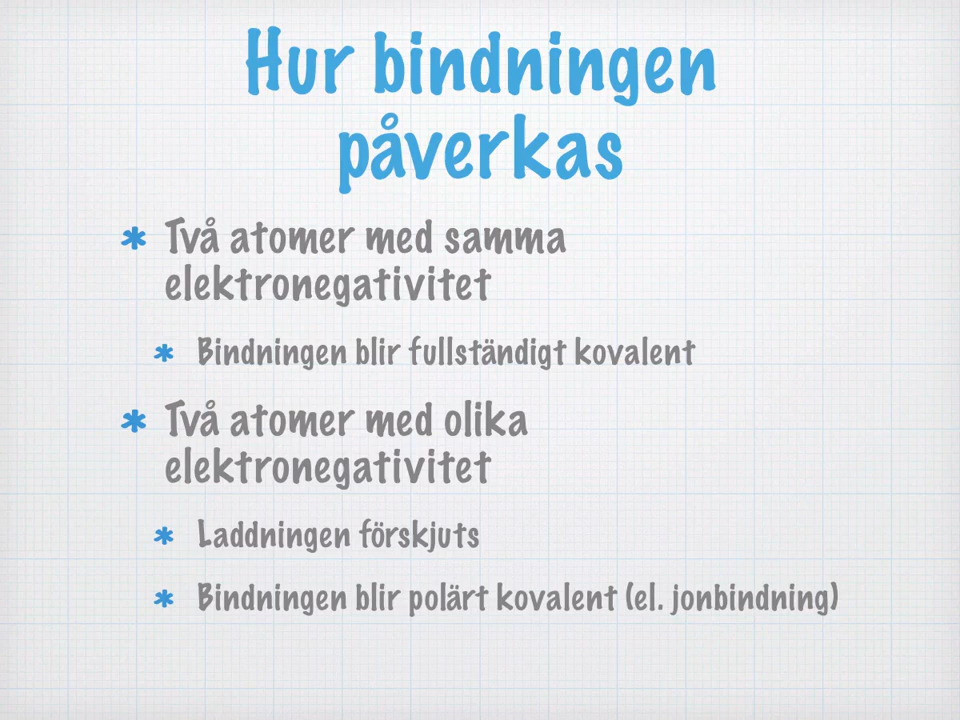 Hur bindningen
påverkas
* Två atomer med samma
elektronegativitet
* Bindningen blir fullständigt kovalent
* Två atomer med olika
elektronegativitet
* Laddningen förskjuts
* Bindningen blir polärt kovalent (el. jonbindning)